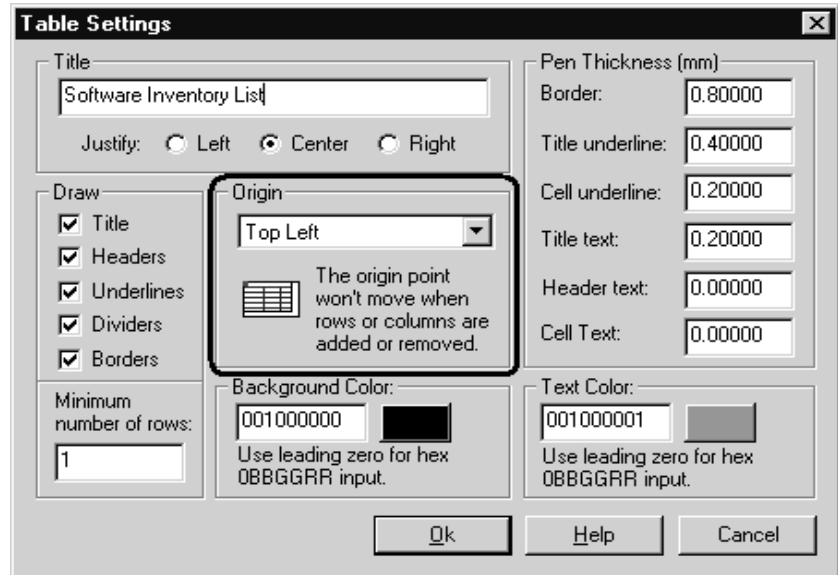 Table Settings
Title
Software Inventory List
Justify: Left Center Right
Pen Thickness (mm)
Border: 0.80000
Title underline: 0.40000
Cell underline: 0.20000
Title text: 0.20000
Header text: 0.00000
Cell Text: 0.00000
Draw
Title
Headers
Underlines
Dividers
Borders
Minimum
number of rows:
1
Origin
Top Left
The origin point
won't move when
rows or columns are
added or removed.
Background Color:
001000000
Use leading zero for hex
0BBGGRR input.
Text Color:
001000001
Use leading zero for hex
0BBGGRR input.
Ok Help Cancel